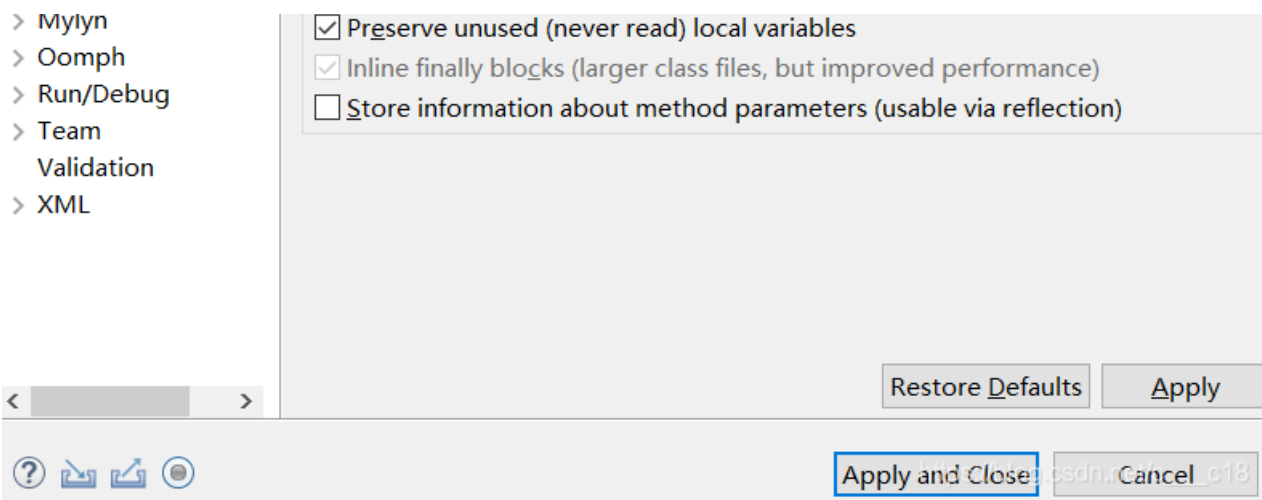 Mylyn
Oomph
Run/Debug
Team
Validation
XML
Preserve unused (never read) local variables
Inline finally blocks (larger class files, but improved performance)
Store information about method parameters (usable via reflection)
Restore Defaults
Apply
Apply and Close
Cancel